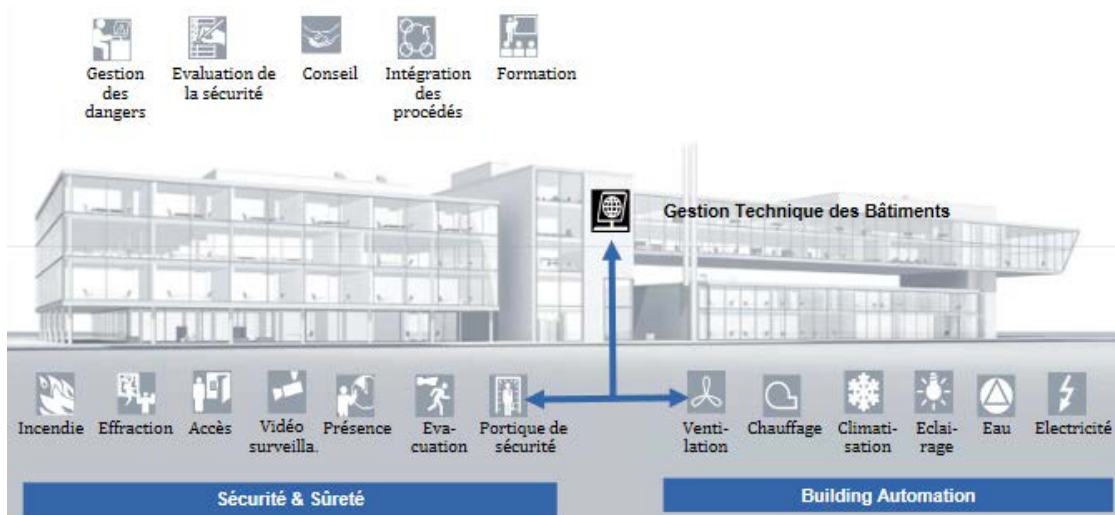 Gestion
des
dangers
Evaluation de
la sécurité
Conseil
Intégration
des
procédés
Formation
Gestion Technique des Bâtiments
Incendie
Effraction
Accès
Vidéo
surveilla.
Présence
Eva-
cuation
Portique de
sécurité
Venti-
lation
Chauffage
Climati-
sation
Eclai-
rage
Eau
Electricité
Sécurité & Sûreté
Building Automation